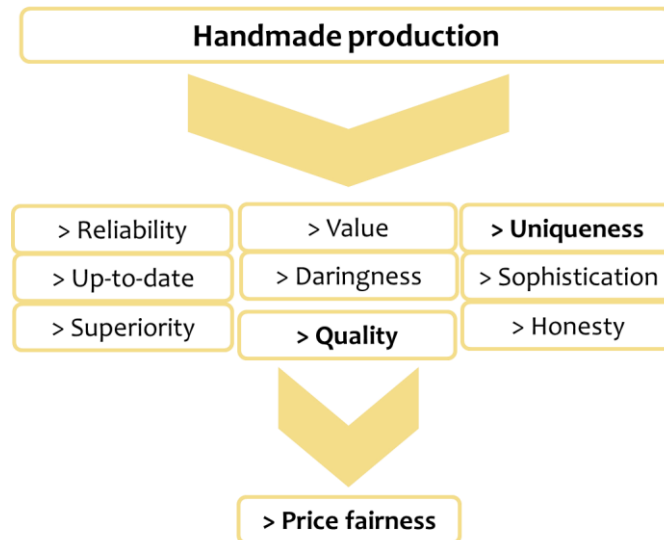 Handmade production
> Reliability
> Value
> Uniqueness
> Up-to-date
> Daringness
> Sophistication
> Superiority
> Quality
> Honesty
> Price fairness